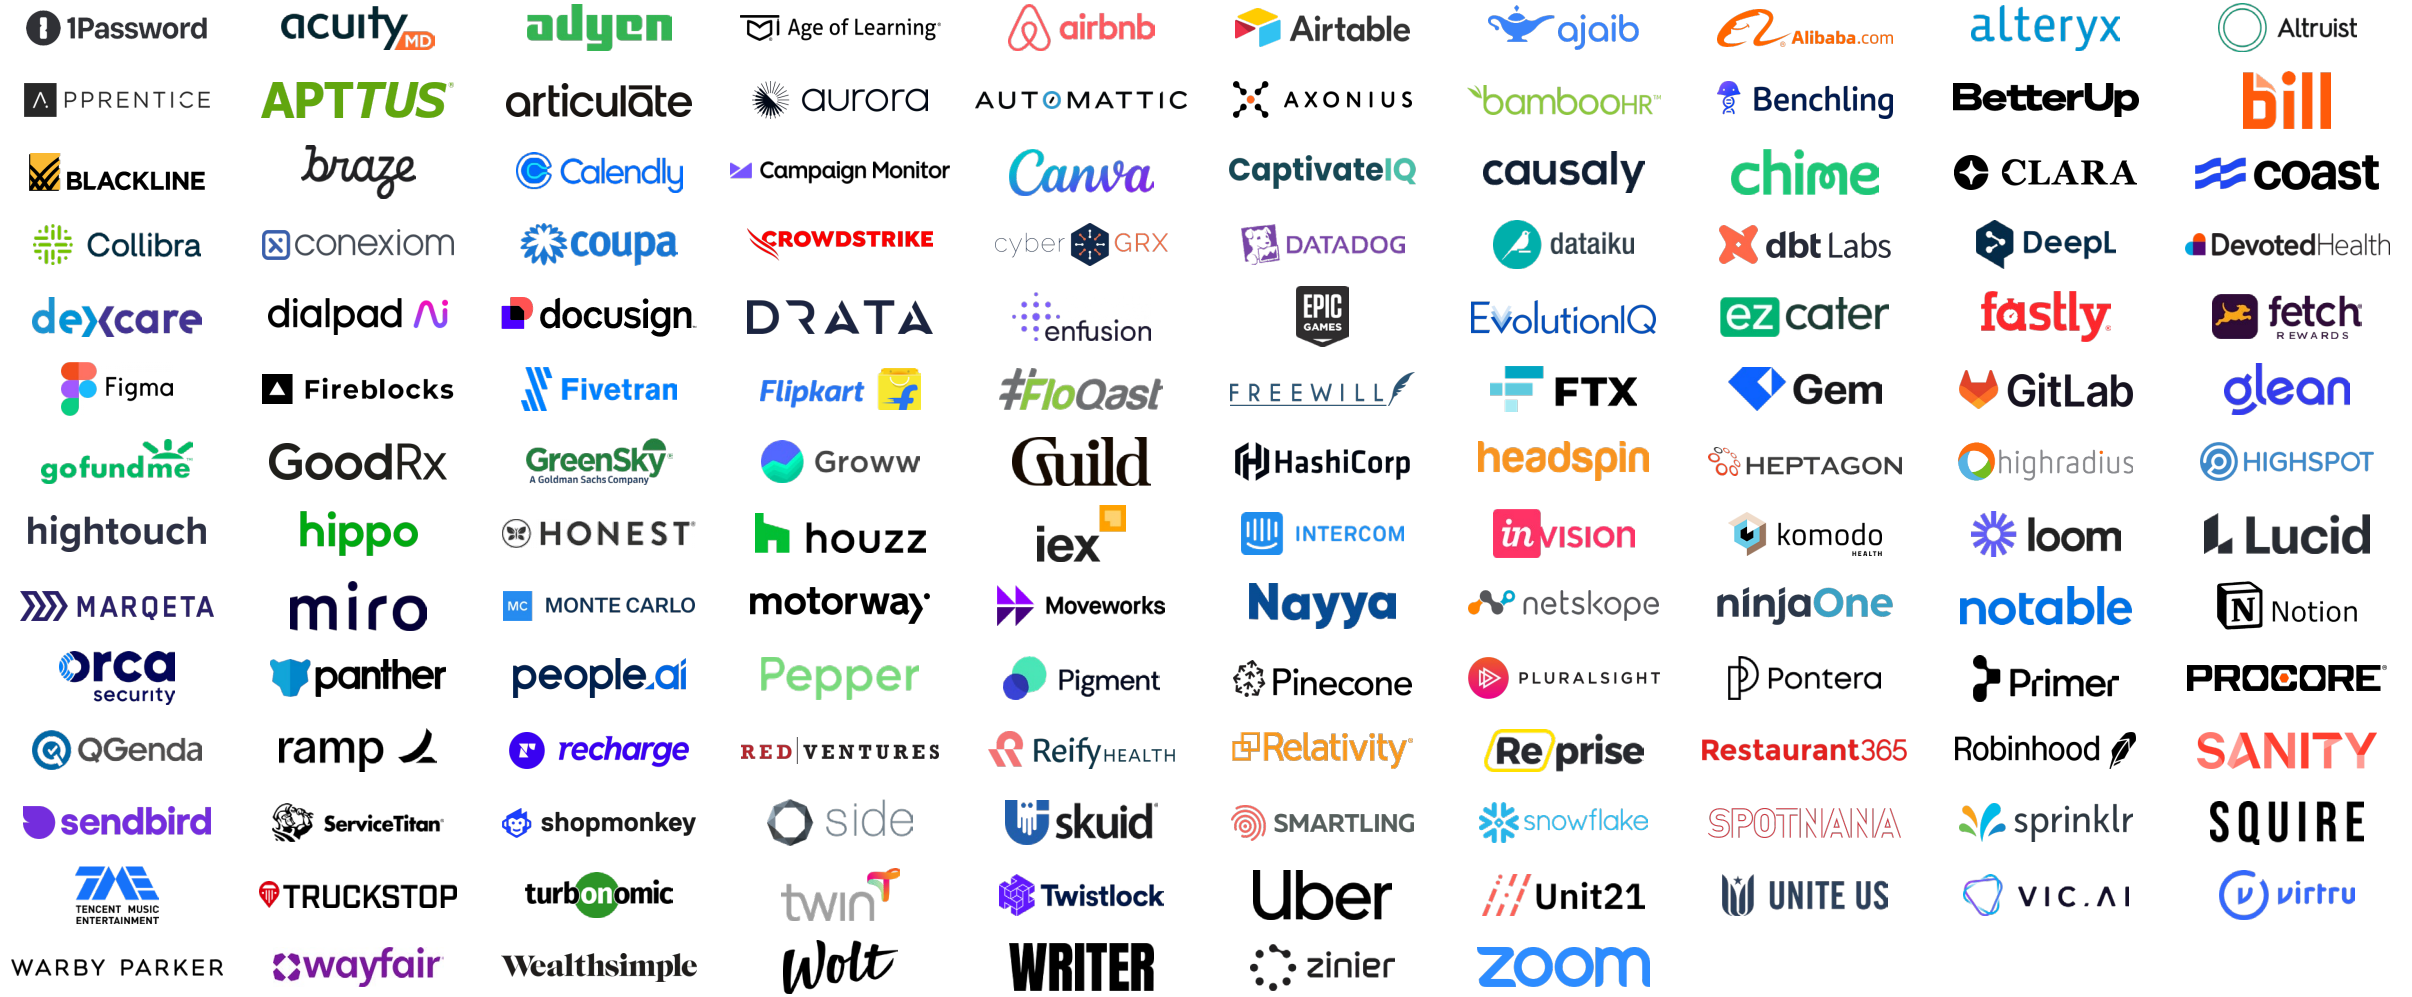 1Password acuity MD adyen Age of Learning® airbnb Airtable ajaib Alibaba.com alteryx Altruist
APPRENTICE APTTUS® articulate aurora AUTOMATTIC AXONIUS bambooHR™ Benchling BetterUp bill
BLACKLINE braze Calendly Campaign Monitor Canva CaptivateIQ causaly chime CLARA coast
Collibra conexiom coupa CROWDSTRIKE cyberGRX DATADOG dataiku dbt Labs DeepL DevotedHealth
dexcare dialpad Ai docusign DRATA enfusion EPIC GAMES EvolutionIQ ezcater fastly® fetch REWARDS
Figma Fireblocks Fivetran Flipkart f #FloQast FREEWILL FTX Gem GitLab glean
gofundme™ GoodRx GreenSky® A Goldman Sachs Company Groww Guild HashiCorp headspin HEPTAGON highradius HIGHSPOT
hightouch hippo HONEST® houzz iex INTERCOM invision komodo HEALTH loom Lucid
MARQETA miro MC MONTE CARLO motorway Moveworks Nayya netskope ninjaOne notable N Notion
orca security panther people.ai Pepper Pigment Pinecone PLURALSIGHT Pontera Primer PROCORE®
QGenda ramp recharge RED VENTURES Reify HEALTH Relativity® Reprise Restaurant365 Robinhood SANITY
sendbird ServiceTitan® shopmonkey side skuid SMARTLING snowflake SPOTNANA sprinklr SQUIRE
TME TENCENT MUSIC ENTERTAINMENT TRUCKSTOP turbonomic twin T Twistlock Uber Unit21 UNITE US VIC.AI virtru
WARBY PARKER wayfair Wealthsimple Wolt WRITER zinier zoom